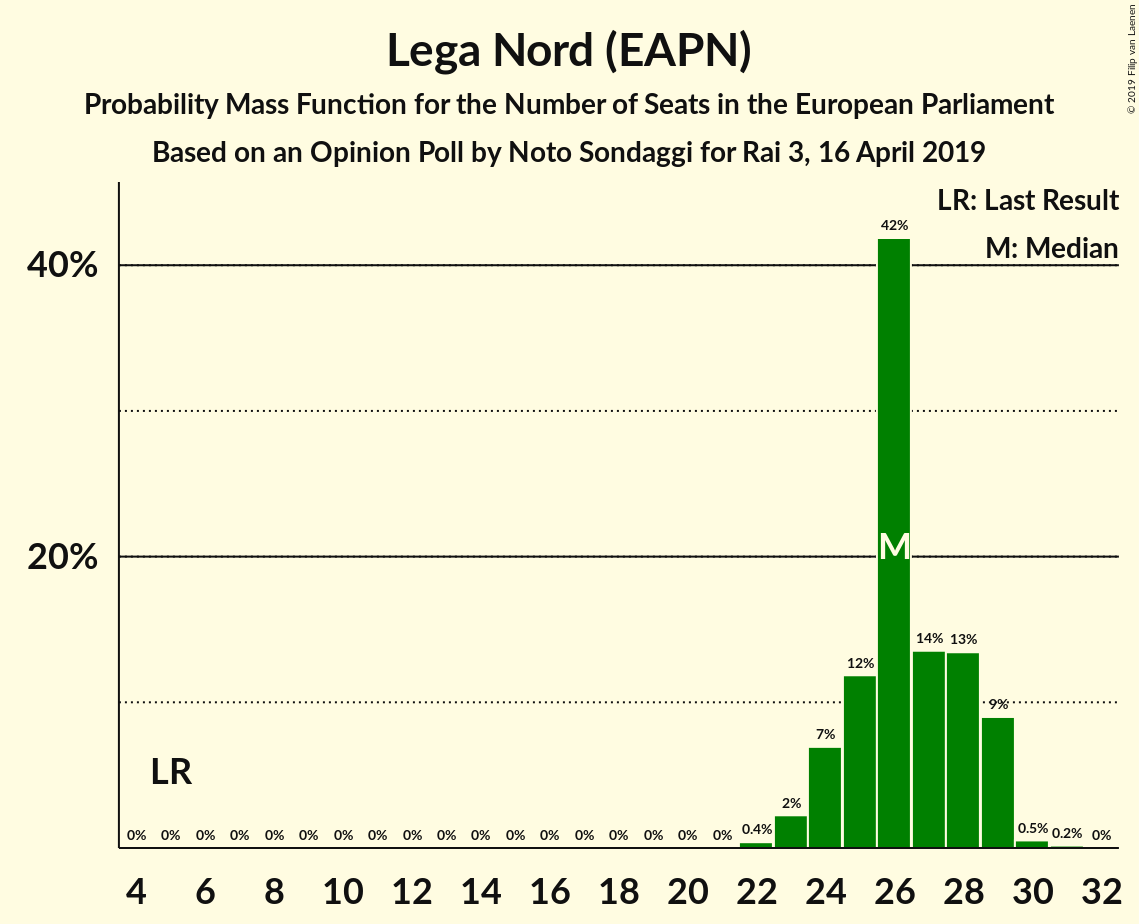 Lega Nord (EAPN)
Probability Mass Function for the Number of Seats in the European Parliament
Based on an Opinion Poll by Noto Sondaggi for Rai 3, 16 April 2019
© 2019 Filip van Laenen
LR: Last Result
M: Median
40%
20%
42%
M
14%
13%
12%
9%
7%
LR
2%
0% 0% 0% 0% 0% 0% 0% 0% 0% 0% 0% 0% 0% 0% 0% 0% 0% 0% 0.4% 0.5% 0.2% 0%
4 6 8 10 12 14 16 18 20 22 24 26 28 30 32